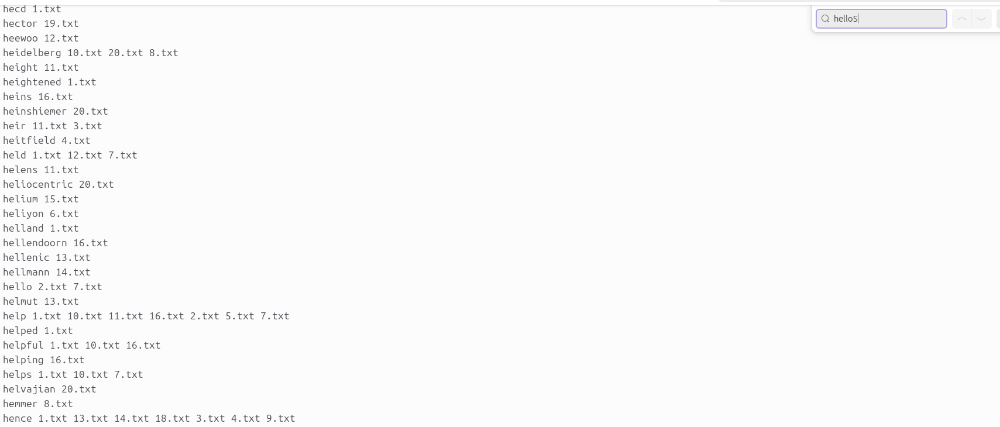 hecd 1.txt
helloS
hector 19.txt
heewoo 12.txt
heidelberg 10.txt 20.txt 8.txt
height 11.txt
heightened 1.txt
heins 16.txt
heinshiemer 20.txt
heir 11.txt 3.txt
heitfield 4.txt
held 1.txt 12.txt 7.txt
helens 11.txt
heliocentric 20.txt
helium 15.txt
heliyon 6.txt
helland 1.txt
hellendoorn 16.txt
hellenic 13.txt
hellmann 14.txt
hello 2.txt 7.txt
helmut 13.txt
help 1.txt 10.txt 11.txt 16.txt 2.txt 5.txt 7.txt
helped 1.txt
helpful 1.txt 10.txt 16.txt
helping 16.txt
helps 1.txt 10.txt 7.txt
helvajian 20.txt
hemmer 8.txt
hence 1.txt 13.txt 14.txt 18.txt 3.txt 4.txt 9.txt